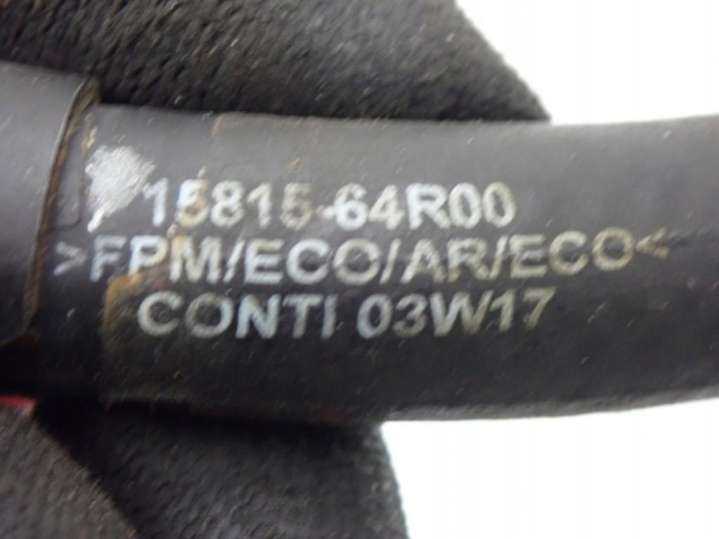 15815-64R00
>FPM/ECO/AR/ECO<
CONTI 03W17